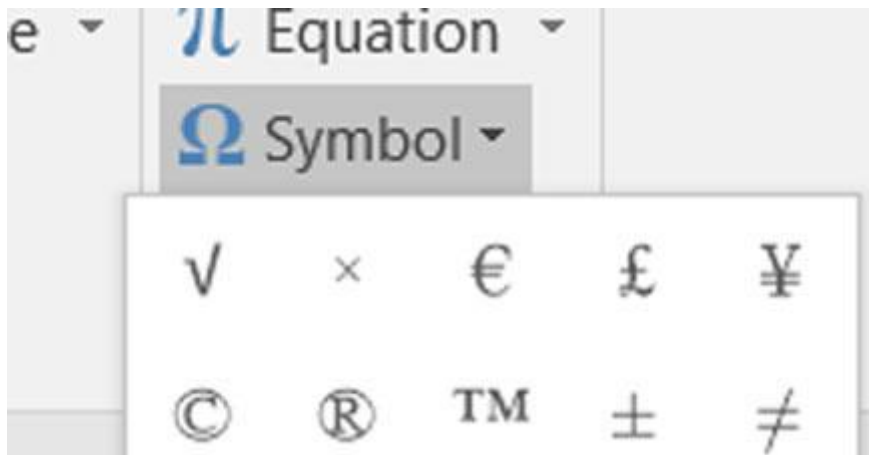 e
π Equation
Ω Symbol
√ × € £ ¥
© ® ™ ± ≠